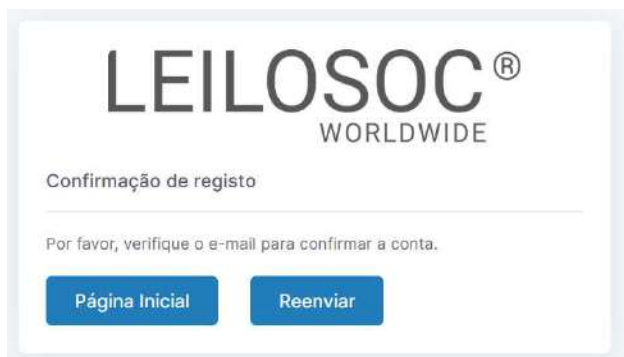 LEILOSOC®
WORLDWIDE
Confirmação de registo
Por favor, verifique o e-mail para confirmar a conta.
Página Inicial
Reenviar